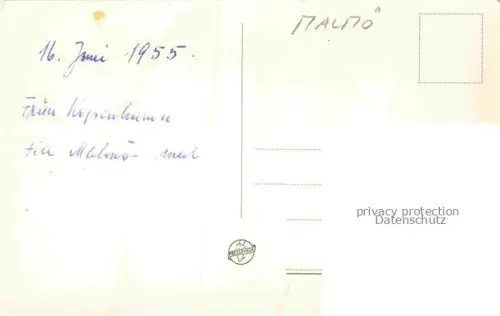 MALMÖ
16. Juni 1955.
Från Köpenhamn
till Malmö med
privacy protection
Datenschutz